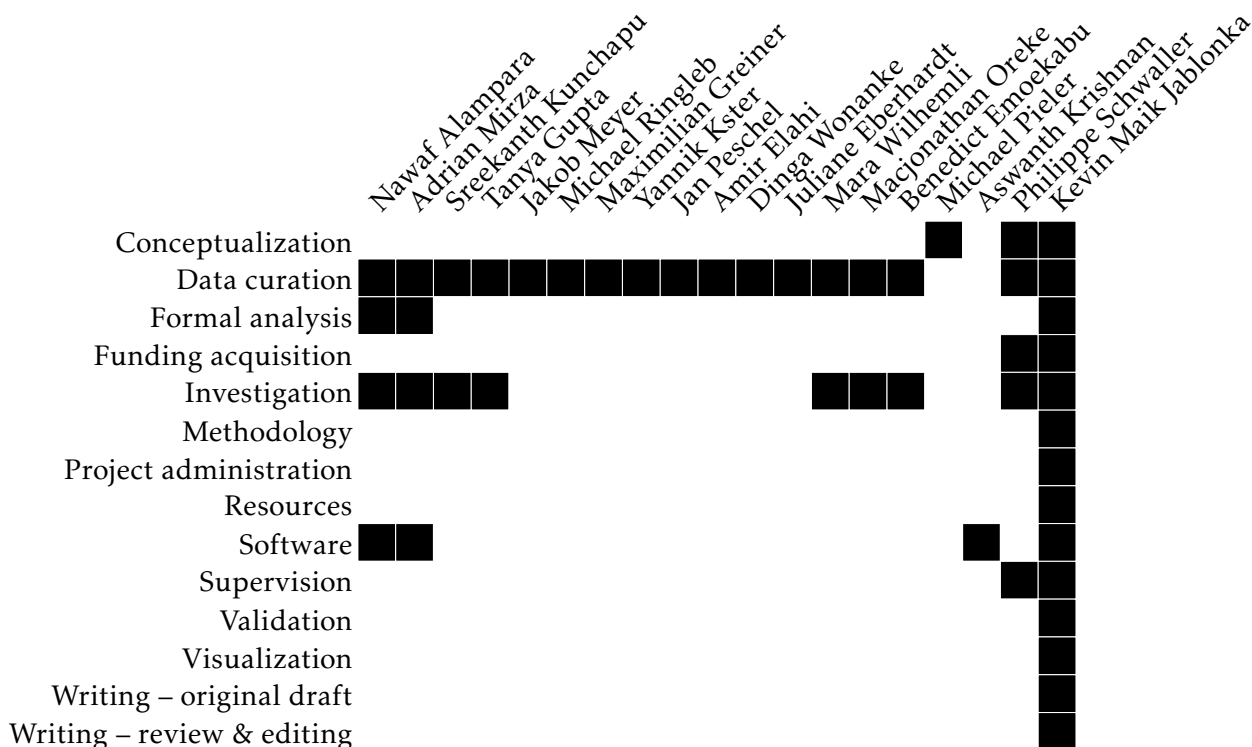 Nawaf Alampara
Adrian Mirza
Sreekanth Kunchapu
Tanya Gupta
Jakob Meyer
Michael Ringleb
Maximilian Greiner
Yannik Kster
Jan Peschel
Amir Elahi
Dinga Wonanke
Juliane Eberhardt
Mara Wilhemli
Macjonathan Oreke
Benedict Emoekabu
Michael Pieler
Aswanth Krishnan
Philippe Schwaller
Kevin Maik Jablonka
Conceptualization
Data curation
Formal analysis
Funding acquisition
Investigation
Methodology
Project administration
Resources
Software
Supervision
Validation
Visualization
Writing – original draft
Writing – review & editing